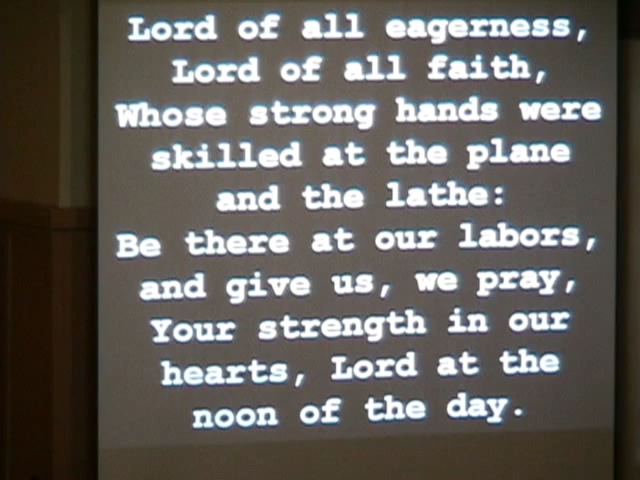 Lord of all eagerness,
Lord of all faith,
Whose strong hands were
skilled at the plane
and the lathe:
Be there at our labors,
and give us, we pray,
Your strength in our
hearts, Lord at the
noon of the day.